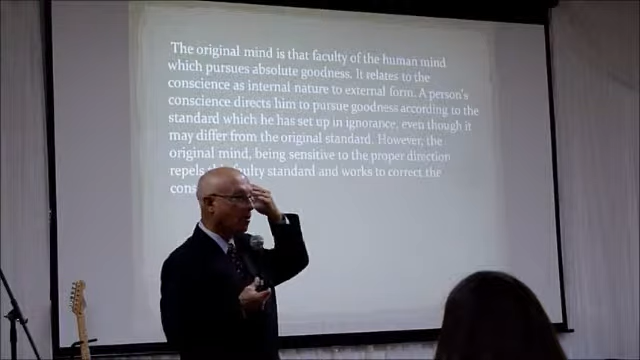 The original mind is that faculty of the human mind
which pursues absolute goodness. It relates to the
conscience as internal nature to external form. A person's
conscience directs him to pursue goodness according to the
standard which he has set up in ignorance, even though it
may differ from the original standard. However, the
original mind, being sensitive to the proper direction
repels faulty standard and works to correct the